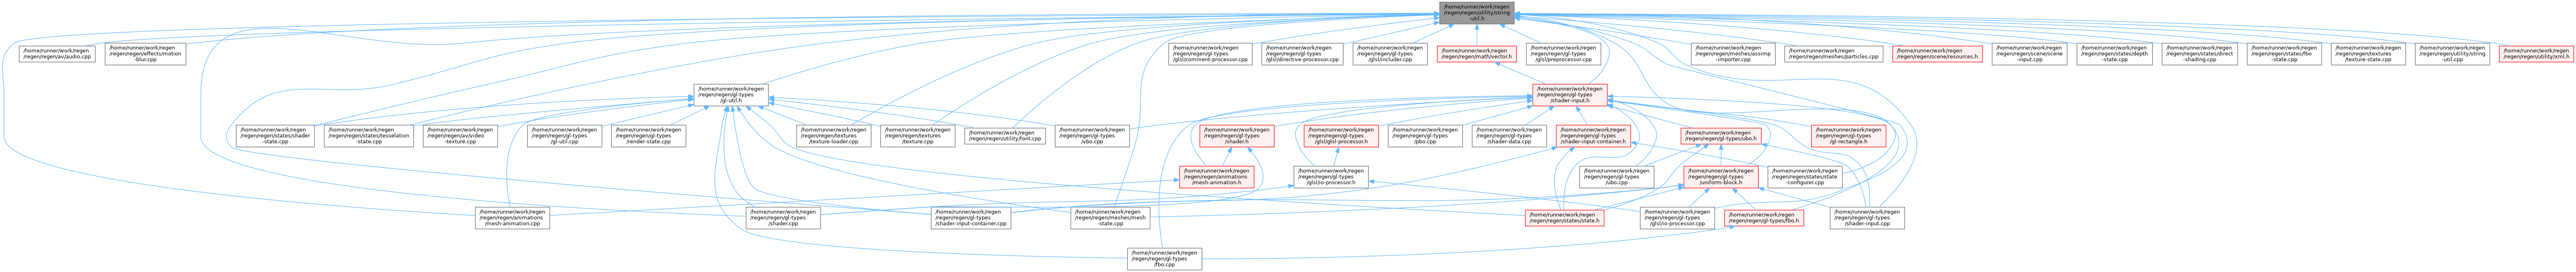 /home/runner/work/regen
/regen/regen/utility/string
-util.h
/home/runner/work/regen
/regen/regen/av/audio.cpp
/home/runner/work/regen
/regen/regen/effects/motion
-blur.cpp
/home/runner/work/regen
/regen/regen/gl-types
/glsl/comment-processor.cpp
/home/runner/work/regen
/regen/regen/gl-types
/glsl/directive-processor.cpp
/home/runner/work/regen
/regen/regen/gl-types
/glsl/includer.cpp
/home/runner/work/regen
/regen/regen/math/vector.h
/home/runner/work/regen
/regen/regen/gl-types
/glsl/preprocessor.cpp
/home/runner/work/regen
/regen/regen/meshes/assimp
-importer.cpp
/home/runner/work/regen
/regen/regen/meshes/particles.cpp
/home/runner/work/regen
/regen/regen/scene/resources.h
/home/runner/work/regen
/regen/regen/scene/scene
-input.cpp
/home/runner/work/regen
/regen/regen/states/depth
-state.cpp
/home/runner/work/regen
/regen/regen/states/direct
-shading.cpp
/home/runner/work/regen
/regen/regen/states/fbo
-state.cpp
/home/runner/work/regen
/regen/regen/textures
/texture-state.cpp
/home/runner/work/regen
/regen/regen/utility/string
-util.cpp
/home/runner/work/regen
/regen/regen/utility/xml.h
/home/runner/work/regen
/regen/regen/gl-types
/gl-util.h
/home/runner/work/regen
/regen/regen/gl-types
/shader-input.h
/home/runner/work/regen
/regen/regen/states/shader
-state.cpp
/home/runner/work/regen
/regen/regen/states/tesselation
-state.cpp
/home/runner/work/regen
/regen/regen/av/video
-texture.cpp
/home/runner/work/regen
/regen/regen/gl-types
/gl-util.cpp
/home/runner/work/regen
/regen/regen/gl-types
/render-state.cpp
/home/runner/work/regen
/regen/regen/textures
/texture-loader.cpp
/home/runner/work/regen
/regen/regen/textures
/texture.cpp
/home/runner/work/regen
/regen/regen/utility/font.cpp
/home/runner/work/regen
/regen/regen/gl-types
/vbo.cpp
/home/runner/work/regen
/regen/regen/gl-types
/shader.h
/home/runner/work/regen
/regen/regen/gl-types
/glsl/glsl-processor.h
/home/runner/work/regen
/regen/regen/gl-types
/pbo.cpp
/home/runner/work/regen
/regen/regen/gl-types
/shader-data.cpp
/home/runner/work/regen
/regen/regen/gl-types
/shader-input-container.h
/home/runner/work/regen
/regen/regen/gl-types/ubo.h
/home/runner/work/regen
/regen/regen/gl-types
/gl-rectangle.h
/home/runner/work/regen
/regen/regen/animations
/mesh-animation.h
/home/runner/work/regen
/regen/regen/gl-types
/glsl/io-processor.h
/home/runner/work/regen
/regen/regen/gl-types
/ubo.cpp
/home/runner/work/regen
/regen/regen/gl-types
/uniform-block.h
/home/runner/work/regen
/regen/regen/states/state
-configurer.cpp
/home/runner/work/regen
/regen/regen/animations
/mesh-animation.cpp
/home/runner/work/regen
/regen/regen/gl-types
/shader.cpp
/home/runner/work/regen
/regen/regen/gl-types
/shader-input-container.cpp
/home/runner/work/regen
/regen/regen/meshes/mesh
-state.cpp
/home/runner/work/regen
/regen/regen/states/state.h
/home/runner/work/regen
/regen/regen/gl-types
/glsl/io-processor.cpp
/home/runner/work/regen
/regen/regen/gl-types/fbo.h
/home/runner/work/regen
/regen/regen/gl-types
/shader-input.cpp
/home/runner/work/regen
/regen/regen/gl-types
/fbo.cpp